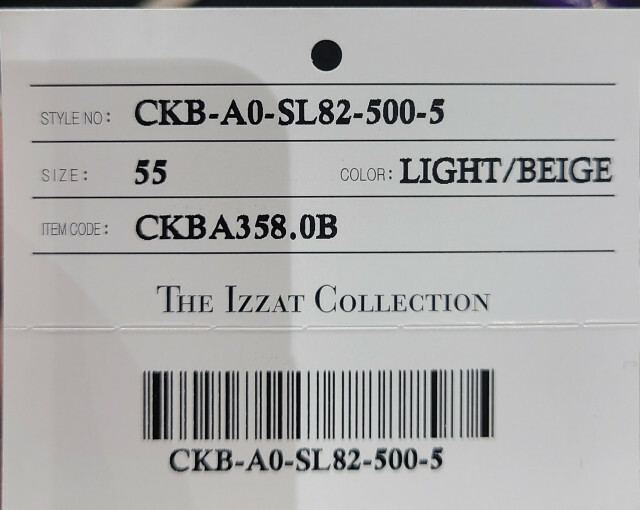 STYLE NO: CKB-A0-SL82-500-5
SIZE: 55 COLOR: LIGHT/BEIGE
ITEM CODE: CKBA358.0B
THE IZZAT COLLECTION
CKB-A0-SL82-500-5